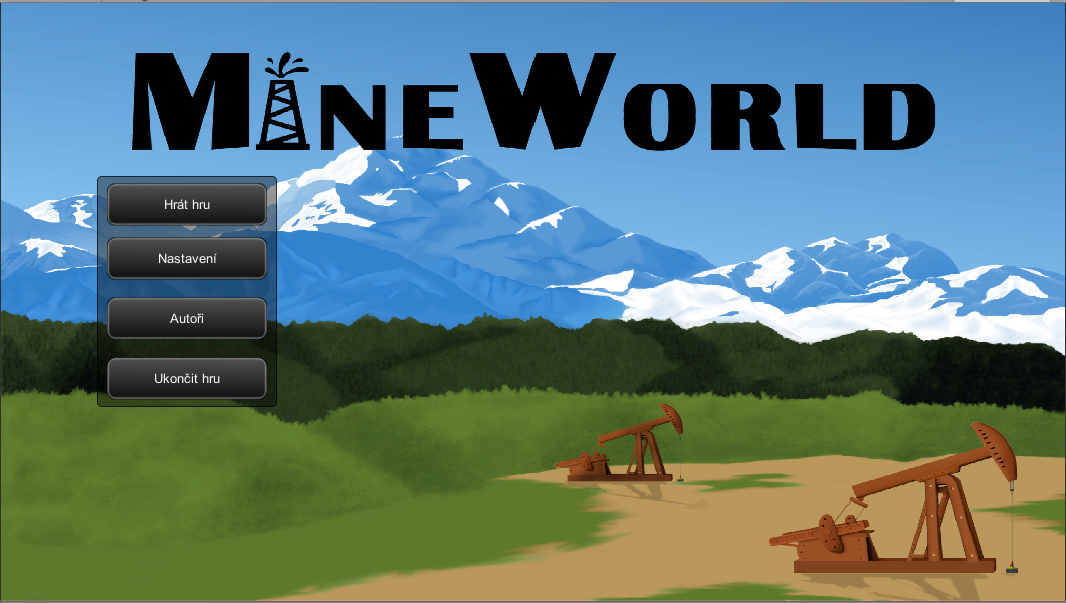 MineWorld
Hrát hru
Nastavení
Autoři
Ukončit hru